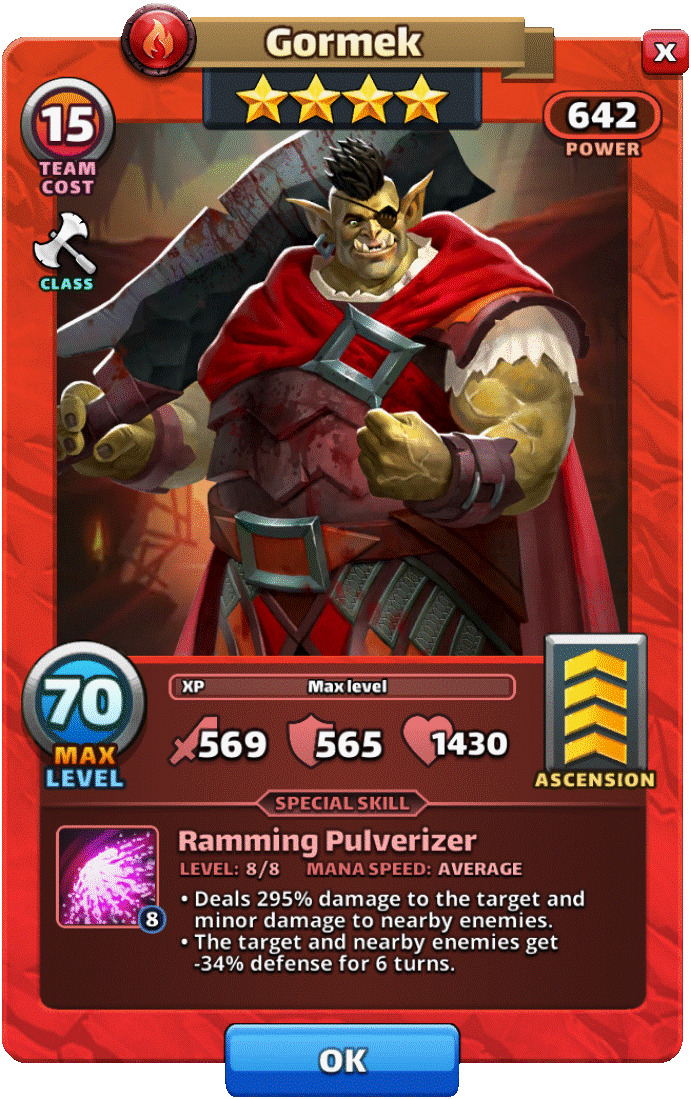 Gormek
X
15
TEAM
COST
642
POWER
CLASS
70
MAX
LEVEL
XP Max level
569 565 1430
ASCENSION
SPECIAL SKILL
Ramming Pulverizer
LEVEL: 8/8 MANA SPEED: AVERAGE
8
• Deals 295% damage to the target and
minor damage to nearby enemies.
• The target and nearby enemies get
-34% defense for 6 turns.
OK